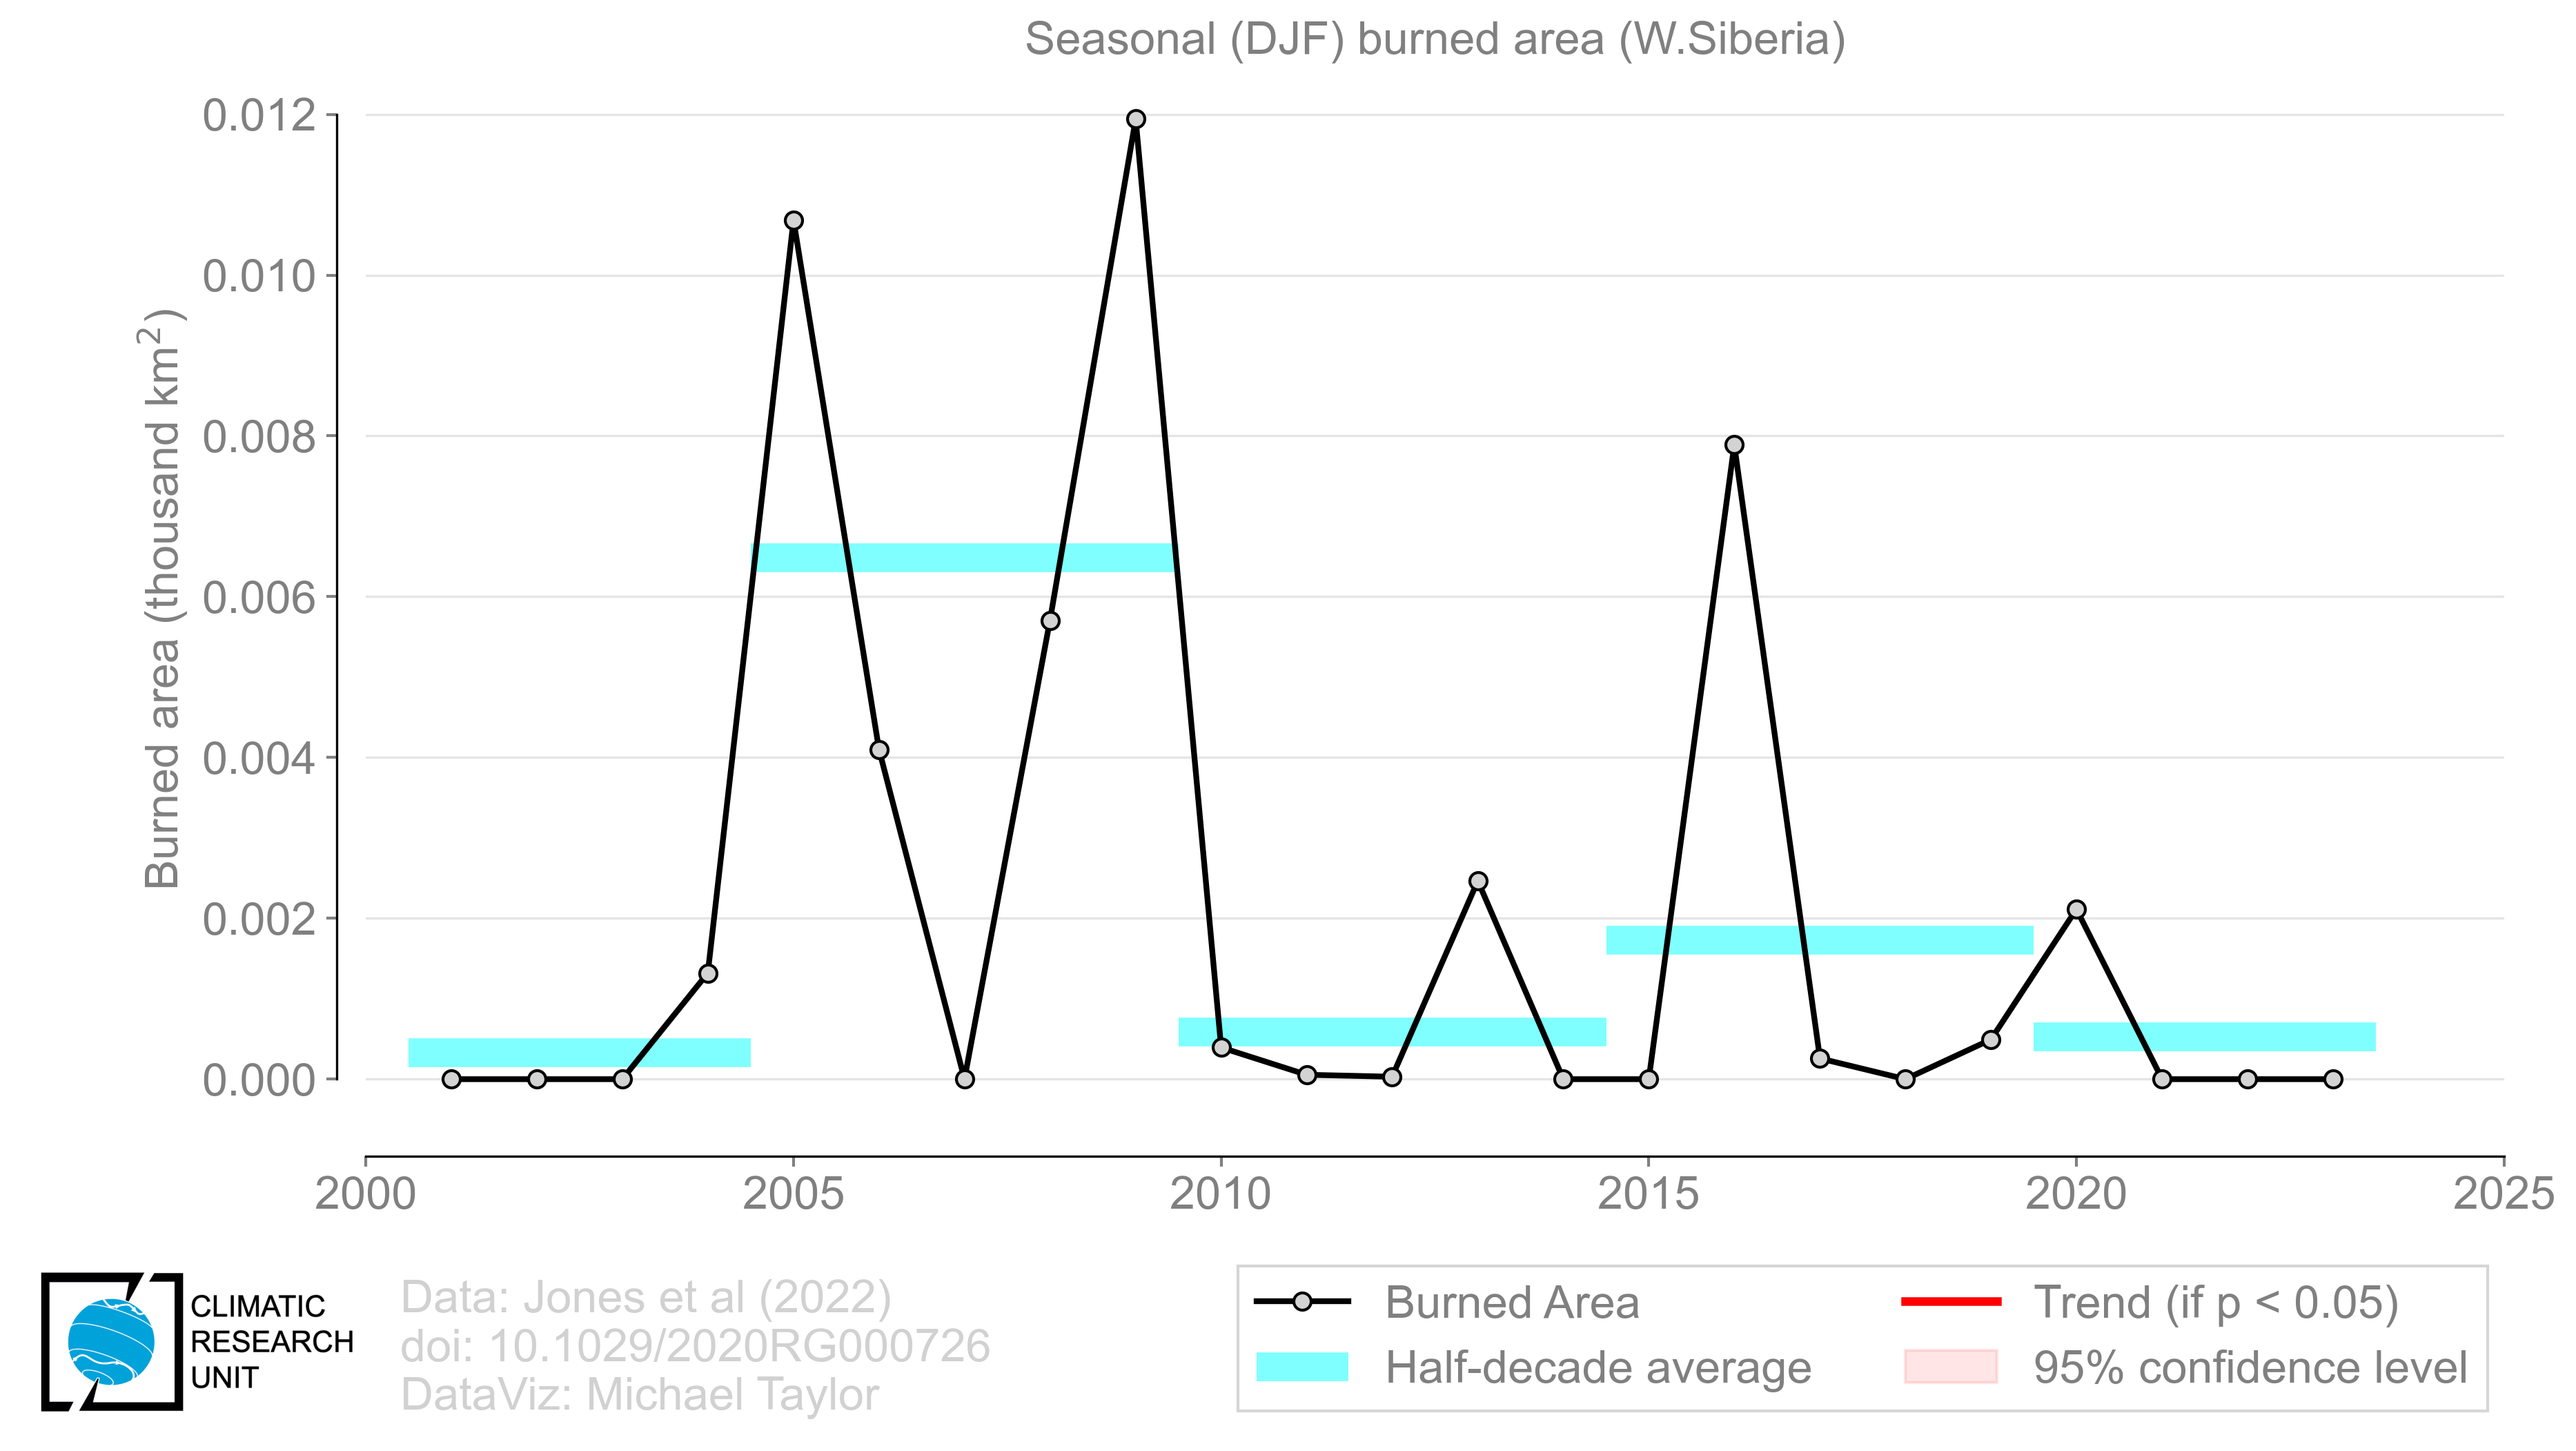 Seasonal (DJF) burned area (W.Siberia)
Burned area (thousand km²)
0.012
0.010
0.008
0.006
0.004
0.002
0.000
2000 2005 2010 2015 2020 2025
CLIMATIC
RESEARCH
UNIT
Data: Jones et al (2022)
doi: 10.1029/2020RG000726
DataViz: Michael Taylor
Burned Area
Half-decade average
Trend (if p < 0.05)
95% confidence level